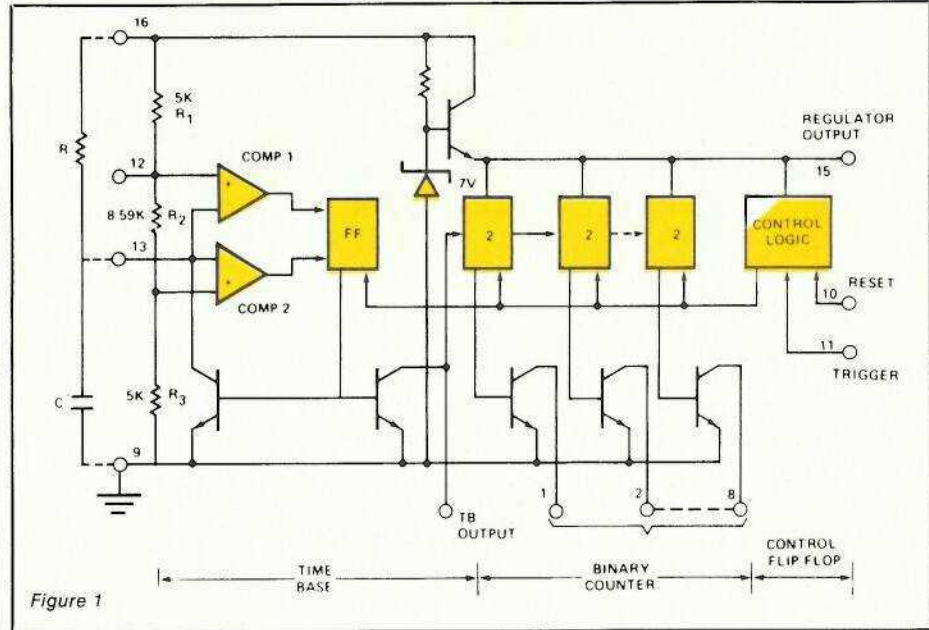 16
5K
R1
R
COMP 1
12
8 59K R2
13
COMP 2
FF
7V
2
2
2
REGULATOR
OUTPUT
15
CONTROL
LOGIC
10
RESET
11
TRIGGER
5K R3
C
9
TB
OUTPUT
1
2
8
TIME
BASE
BINARY
COUNTER
CONTROL
FLIP FLOP
Figure 1